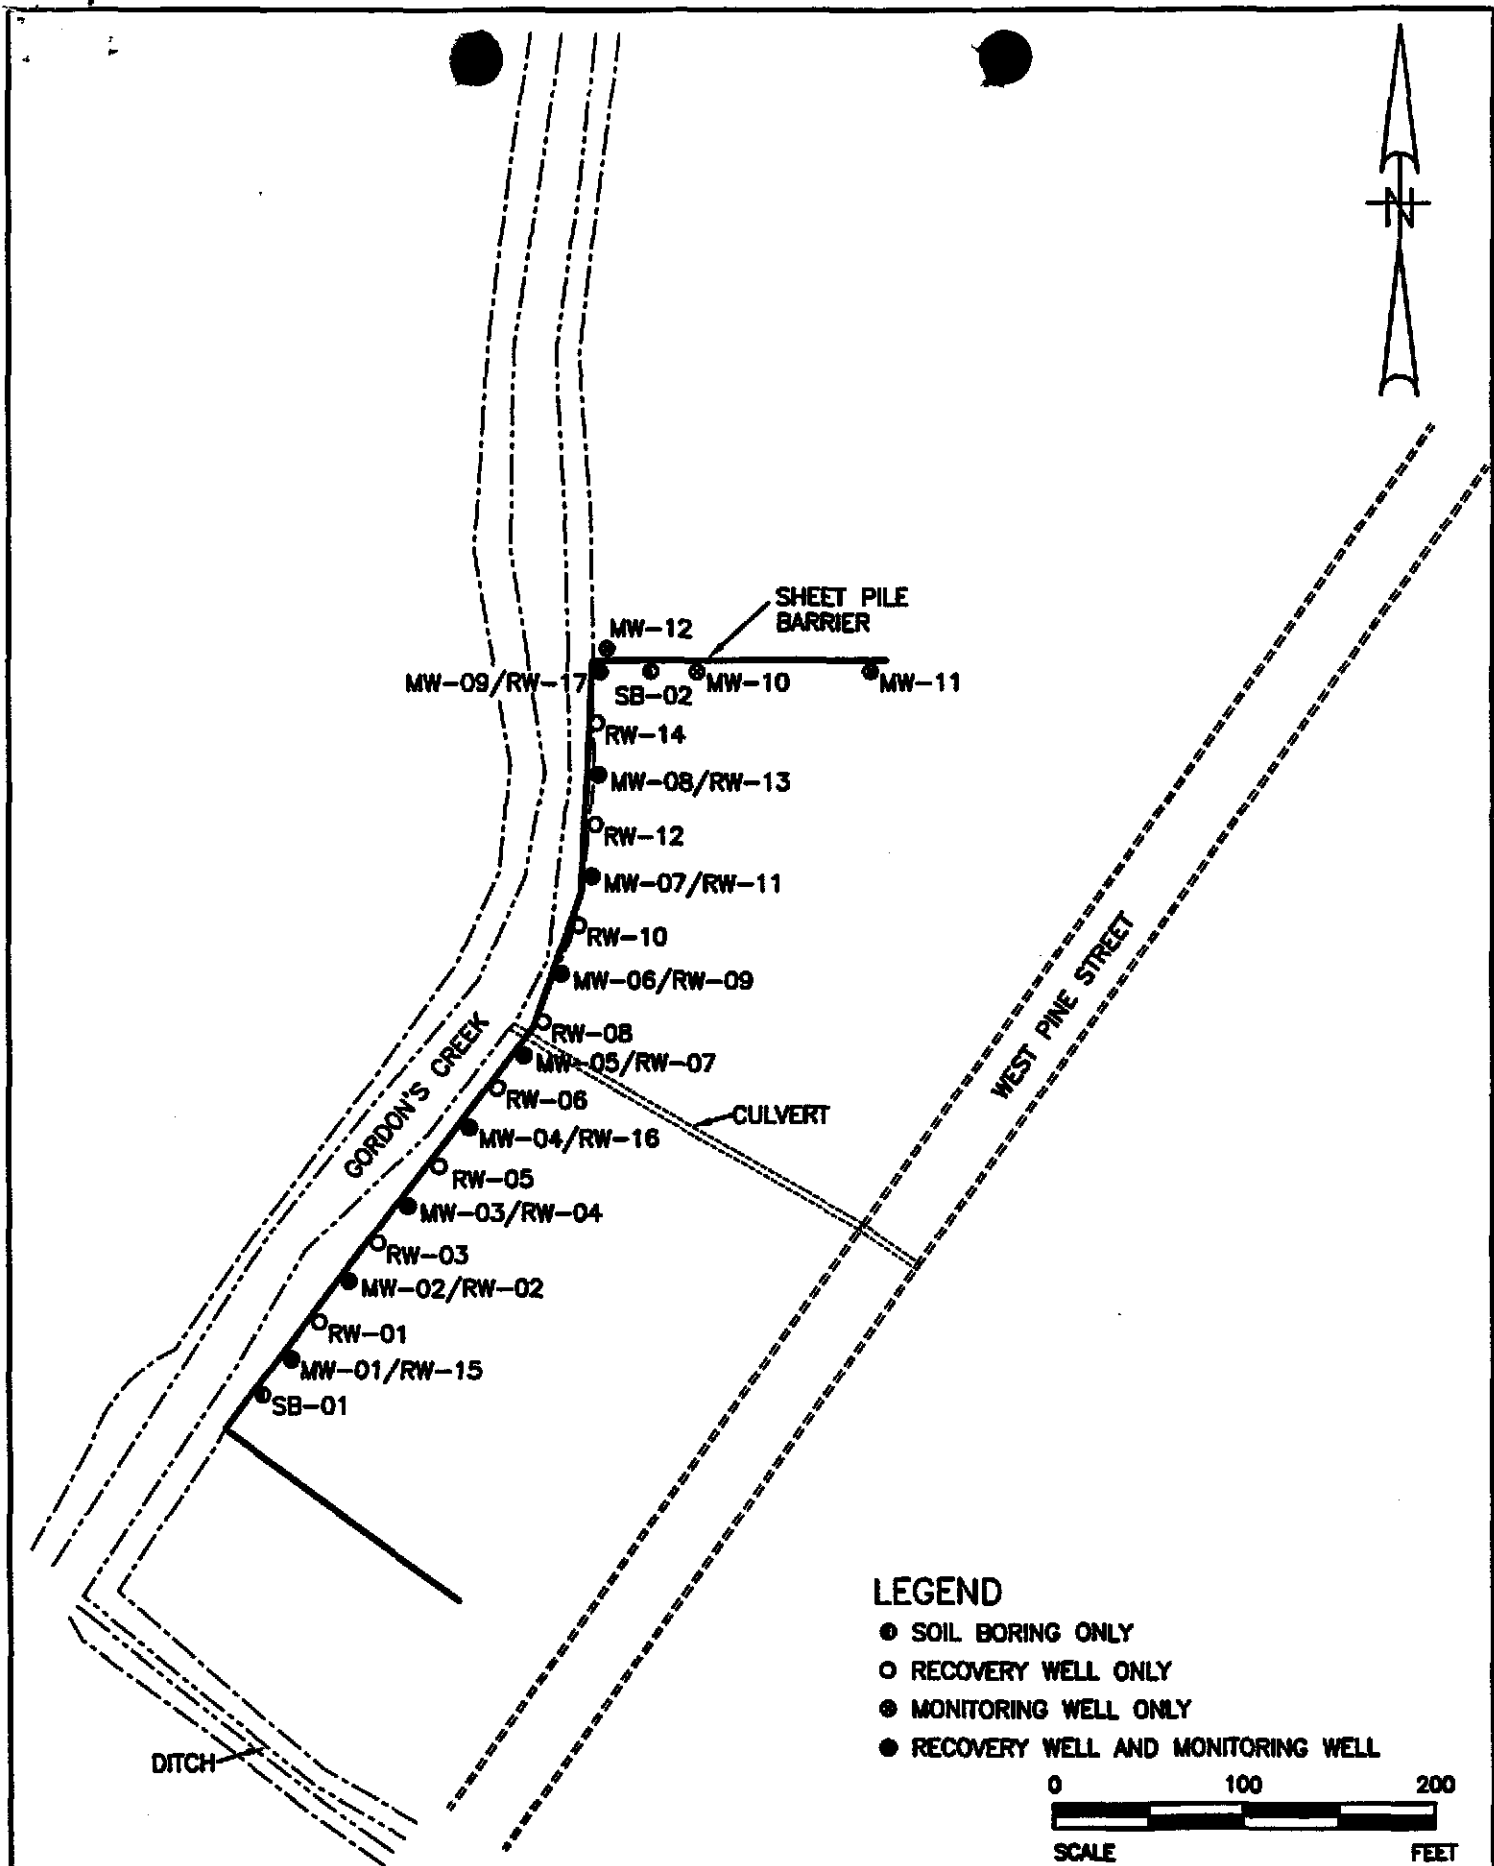 N
SHEET PILE
BARRIER
MW-12
MW-09/RW-17
SB-02
MW-10
MW-11
RW-14
MW-08/RW-13
RW-12
MW-07/RW-11
RW-10
MW-06/RW-09
RW-08
MW-05/RW-07
RW-06
MW-04/RW-16
RW-05
MW-03/RW-04
RW-03
MW-02/RW-02
RW-01
MW-01/RW-15
SB-01
GORDON'S CREEK
CULVERT
WEST PINE STREET
DITCH
LEGEND
SOIL BORING ONLY
RECOVERY WELL ONLY
MONITORING WELL ONLY
RECOVERY WELL AND MONITORING WELL
0 100 200
SCALE FEET